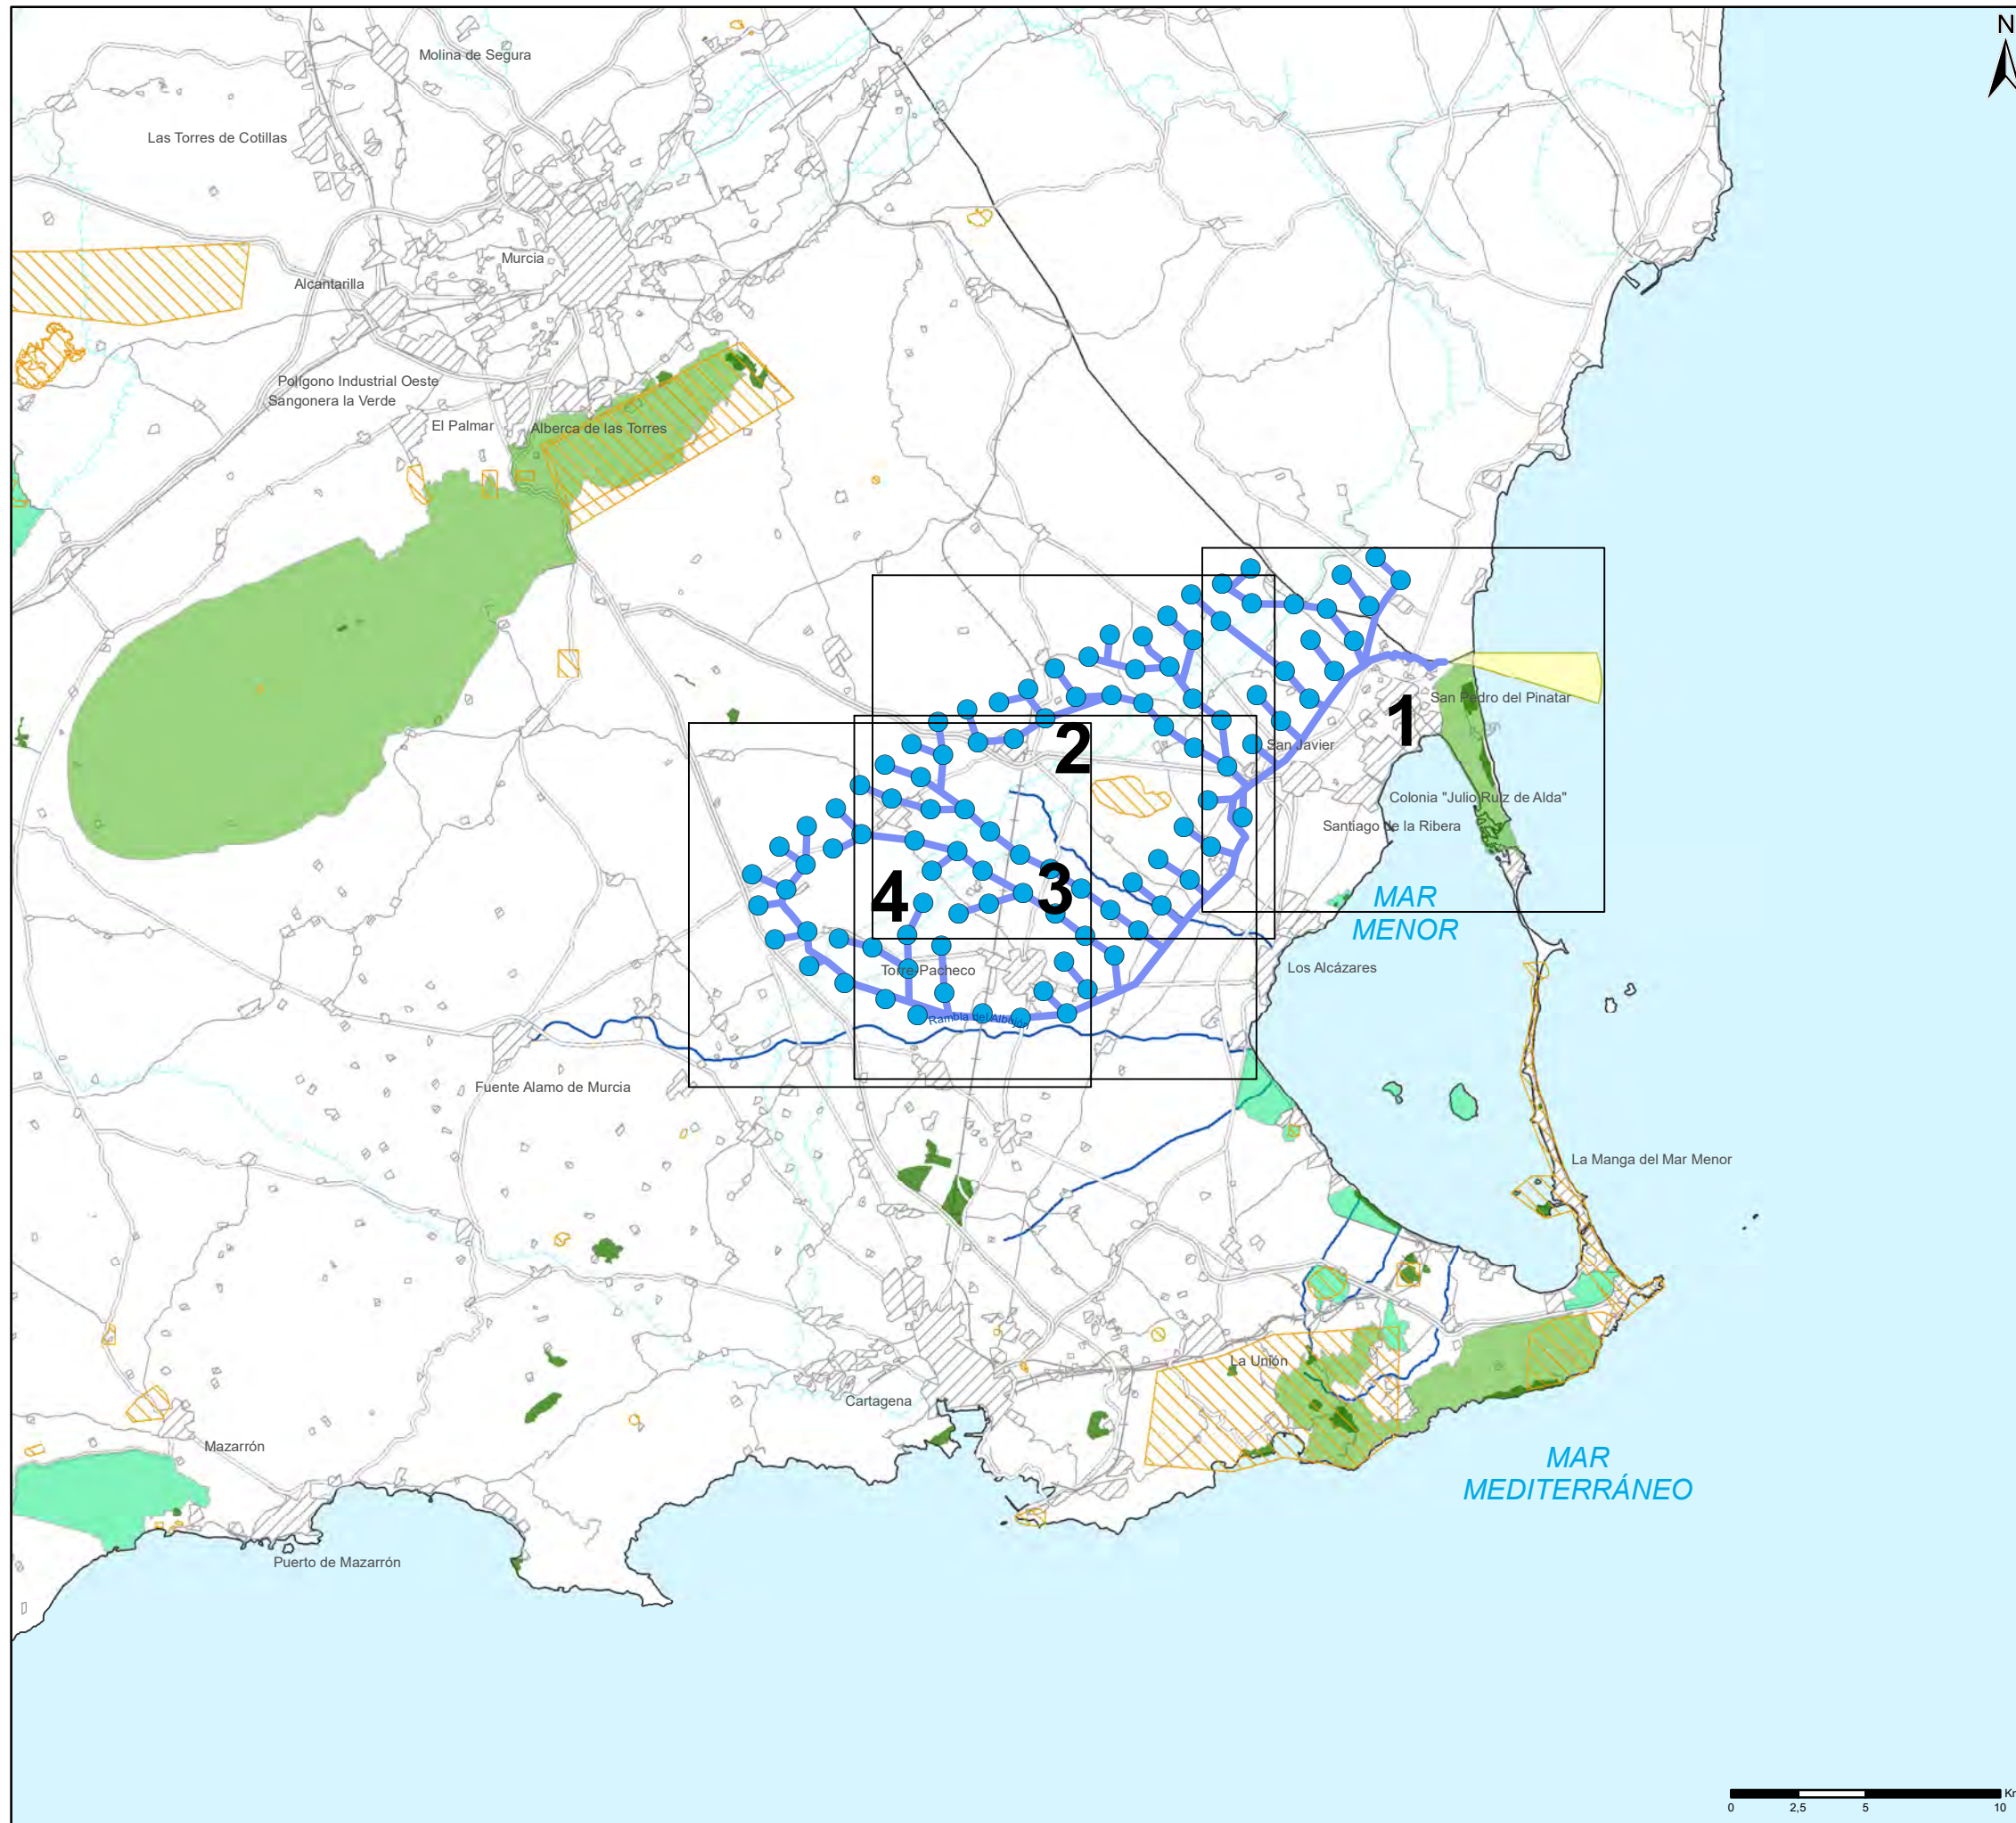 N
Molina de Segura
Las Torres de Cotillas
Murcia
Alcantarilla
Polígono Industrial Oeste
Sangonera la Verde
El Palmar
Alberca de las Torres
San Pedro del Pinatar
1
2
San Javier
Colonia "Julio Ruiz de Alda"
Santiago de la Ribera
3
4
MAR
MENOR
Los Alcázares
Torre-Pacheco
Rambla del Albujón
Fuente Alamo de Murcia
La Manga del Mar Menor
La Unión
Cartagena
Mazarrón
MAR
MEDITERRÁNEO
Puerto de Mazarrón
0 2,5 5 10